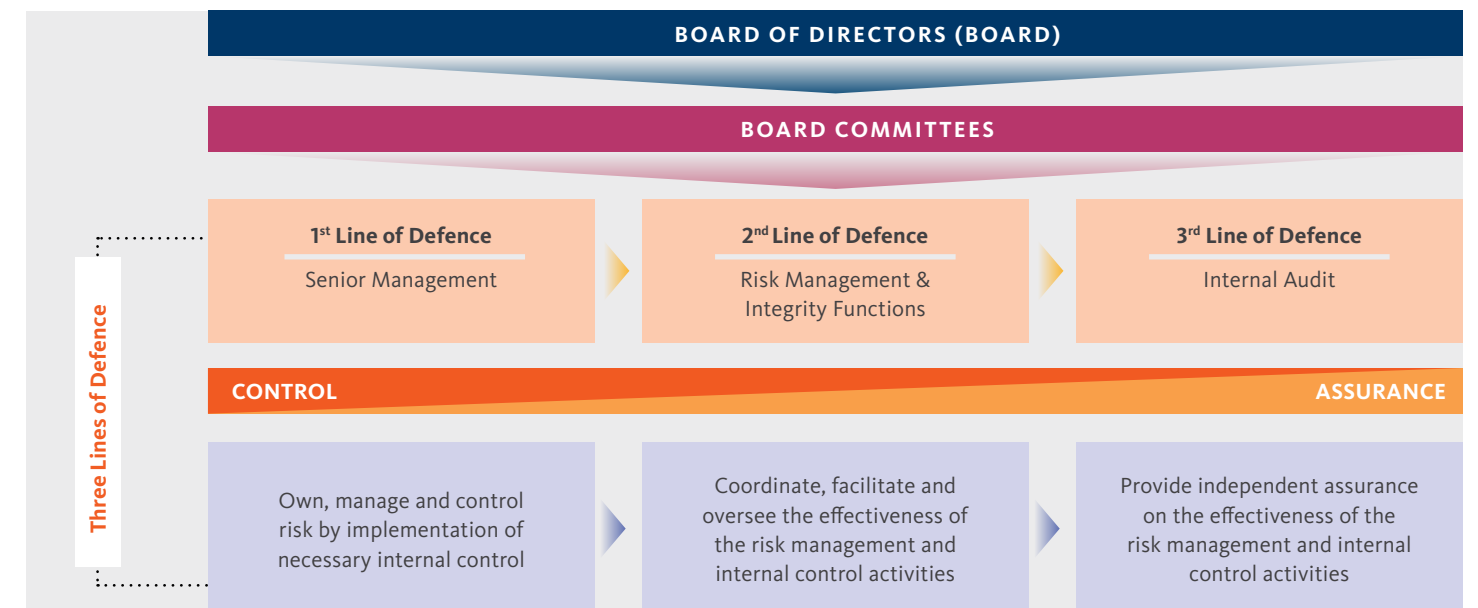 BOARD OF DIRECTORS (BOARD)
BOARD COMMITTEES
Three Lines of Defence
1st Line of Defence
Senior Management
2nd Line of Defence
Risk Management &
Integrity Functions
3rd Line of Defence
Internal Audit
CONTROL
ASSURANCE
Own, manage and control
risk by implementation of
necessary internal control
Coordinate, facilitate and
oversee the effectiveness of
the risk management and
internal control activities
Provide independent assurance
on the effectiveness of the
risk management and internal
control activities